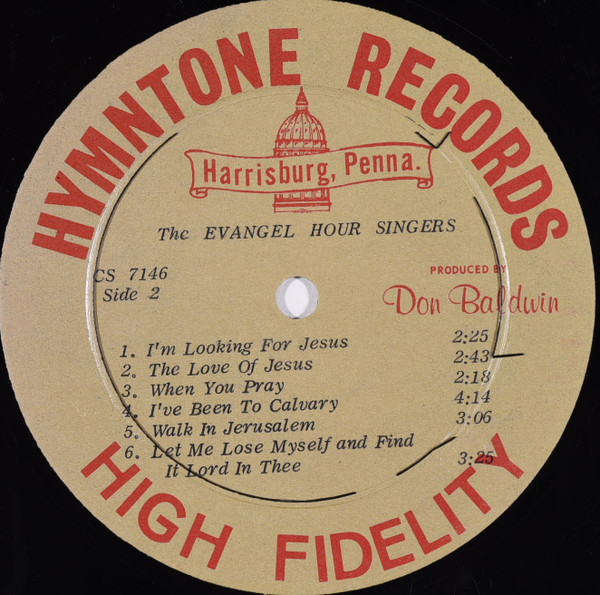 HYMNTONE RECORDS
Harrisburg, Penna.
The EVANGEL HOUR SINGERS
CS 7146
Side 2
PRODUCED BY
Don Baldwin
1. I'm Looking For Jesus 2:25
2. The Love Of Jesus 2:43
3. When You Pray 2:18
4. I've Been To Calvary 4:14
5. Walk In Jerusalem 3:06
6. Let Me Lose Myself and Find
It Lord In Thee 3:25
HIGH FIDELITY